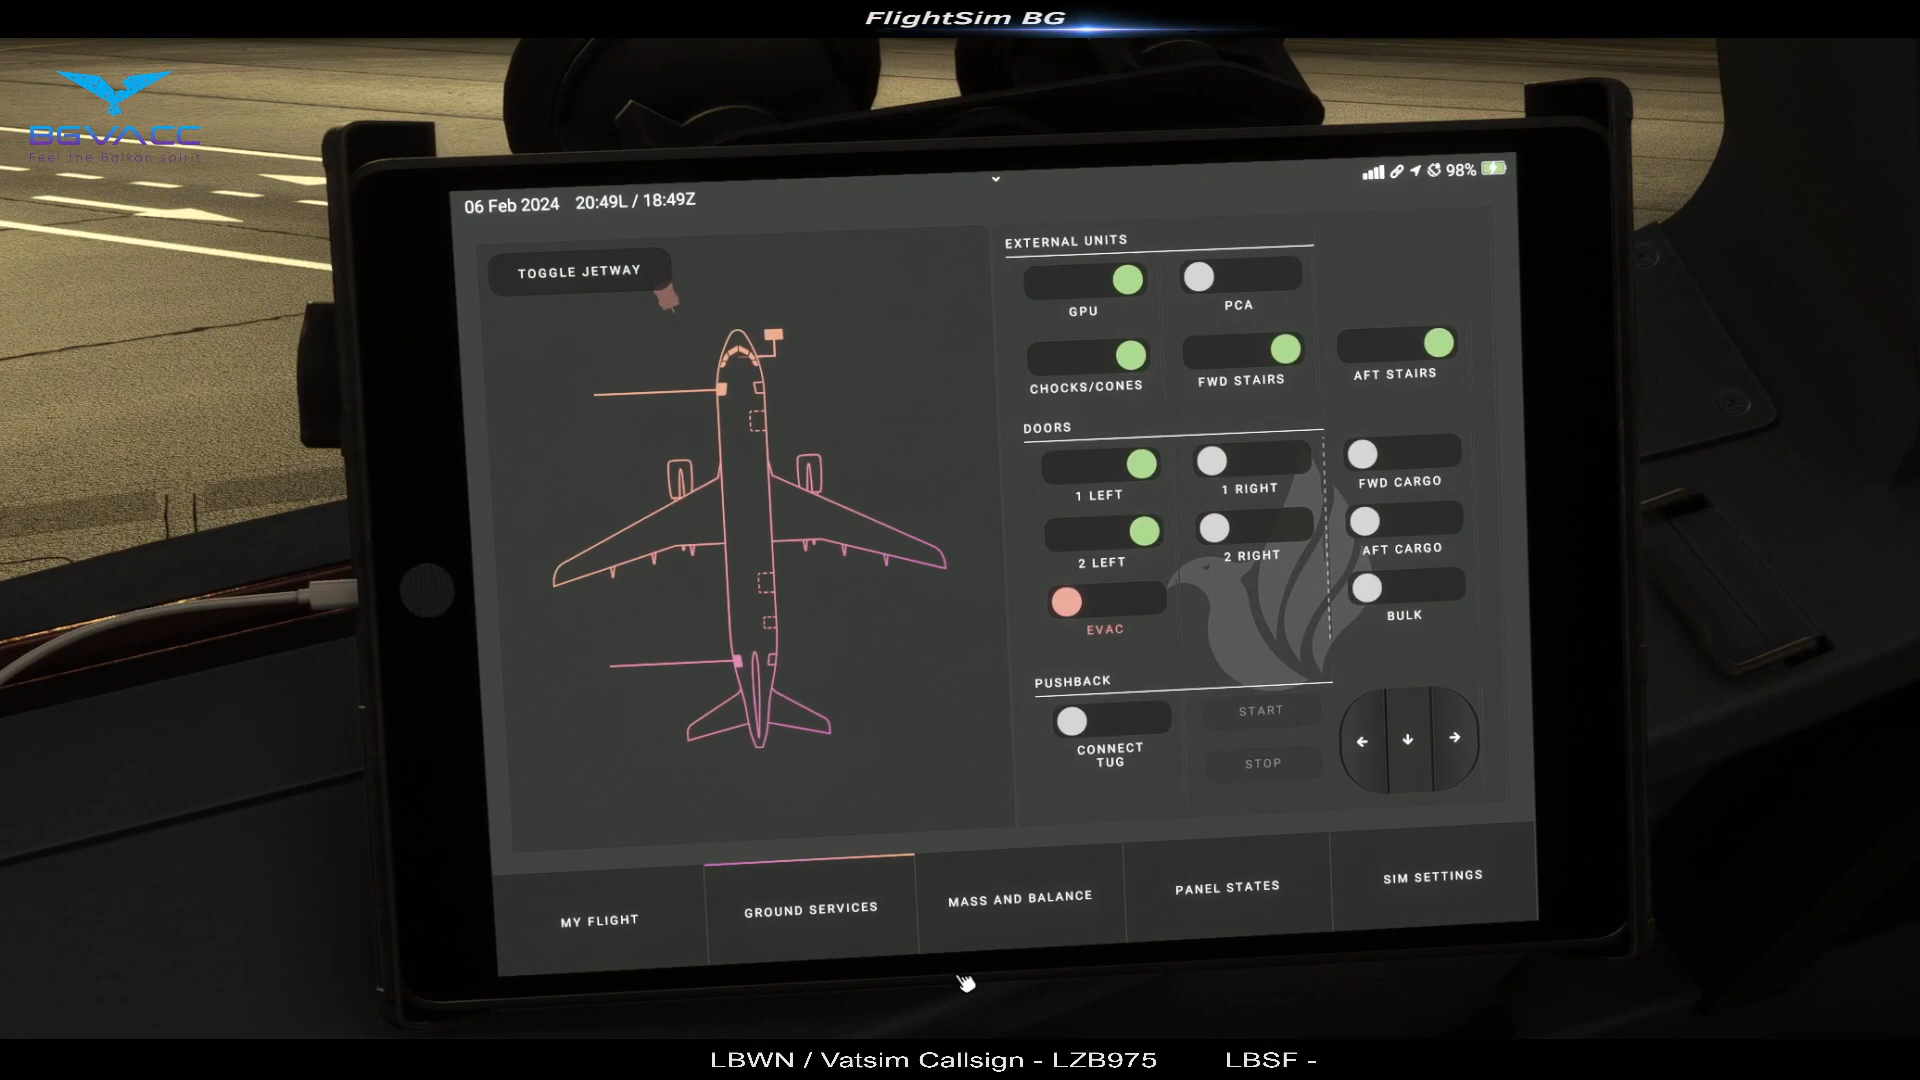 FlightSim BG
BGVACC
Feel the Balkan spirit
06 Feb 2024 20:49L / 18:49Z
98%
TOGGLE JETWAY
EXTERNAL UNITS
GPU
PCA
CHOCKS/CONES
FWD STAIRS
AFT STAIRS
DOORS
1 LEFT
1 RIGHT
FWD CARGO
2 LEFT
2 RIGHT
AFT CARGO
EVAC
BULK
PUSHBACK
CONNECT
TUG
START
STOP
MY FLIGHT
GROUND SERVICES
MASS AND BALANCE
PANEL STATES
SIM SETTINGS
LBWN / Vatsim Callsign - LZB975 LBSF -